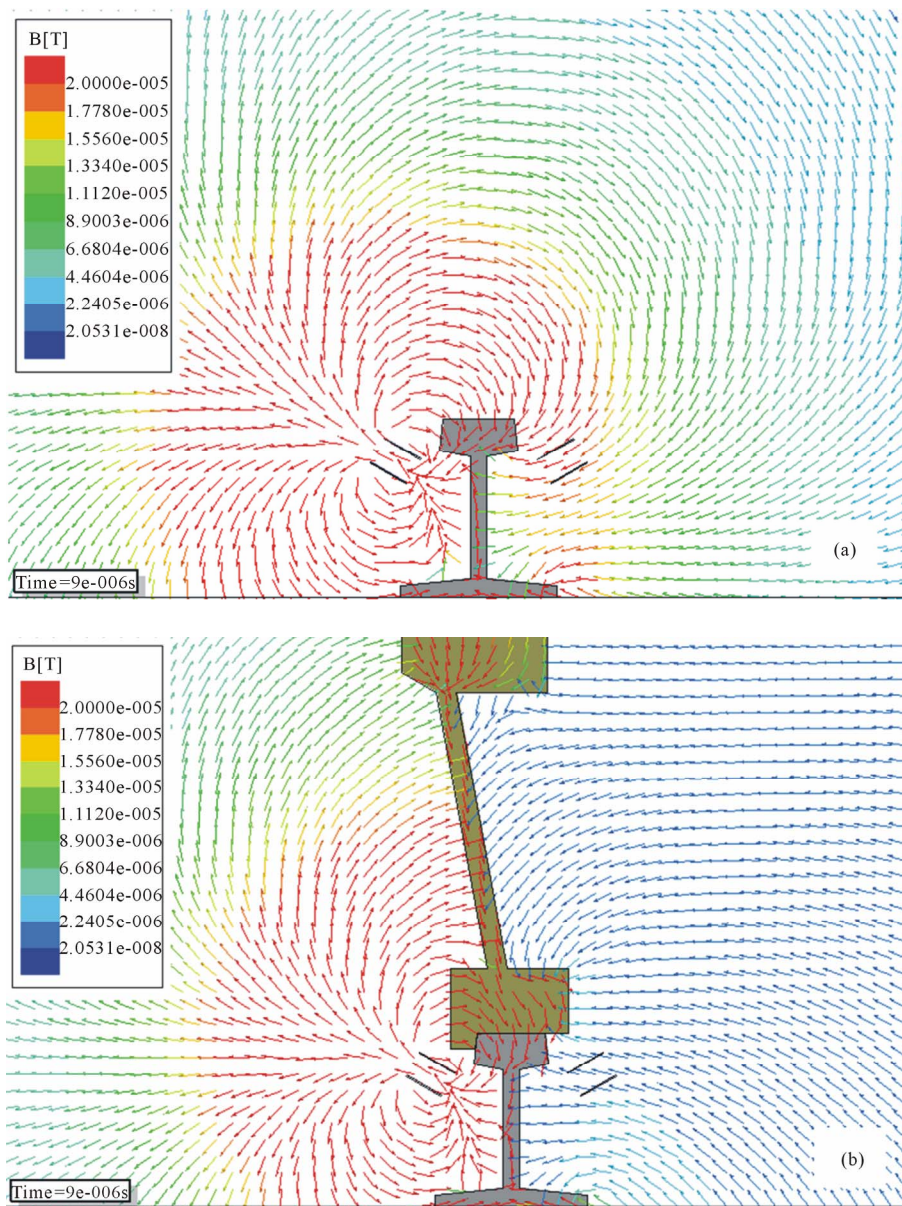 B[T]
2.0000e-005
1.7780e-005
1.5560e-005
1.3340e-005
1.1120e-005
8.9003e-006
6.6804e-006
4.4604e-006
2.2405e-006
2.0531e-008
Time=9e-006s
(a)
B[T]
2.0000e-005
1.7780e-005
1.5560e-005
1.3340e-005
1.1120e-005
8.9003e-006
6.6804e-006
4.4604e-006
2.2405c-006
2.0531e-008
Time=9e-006s
(b)